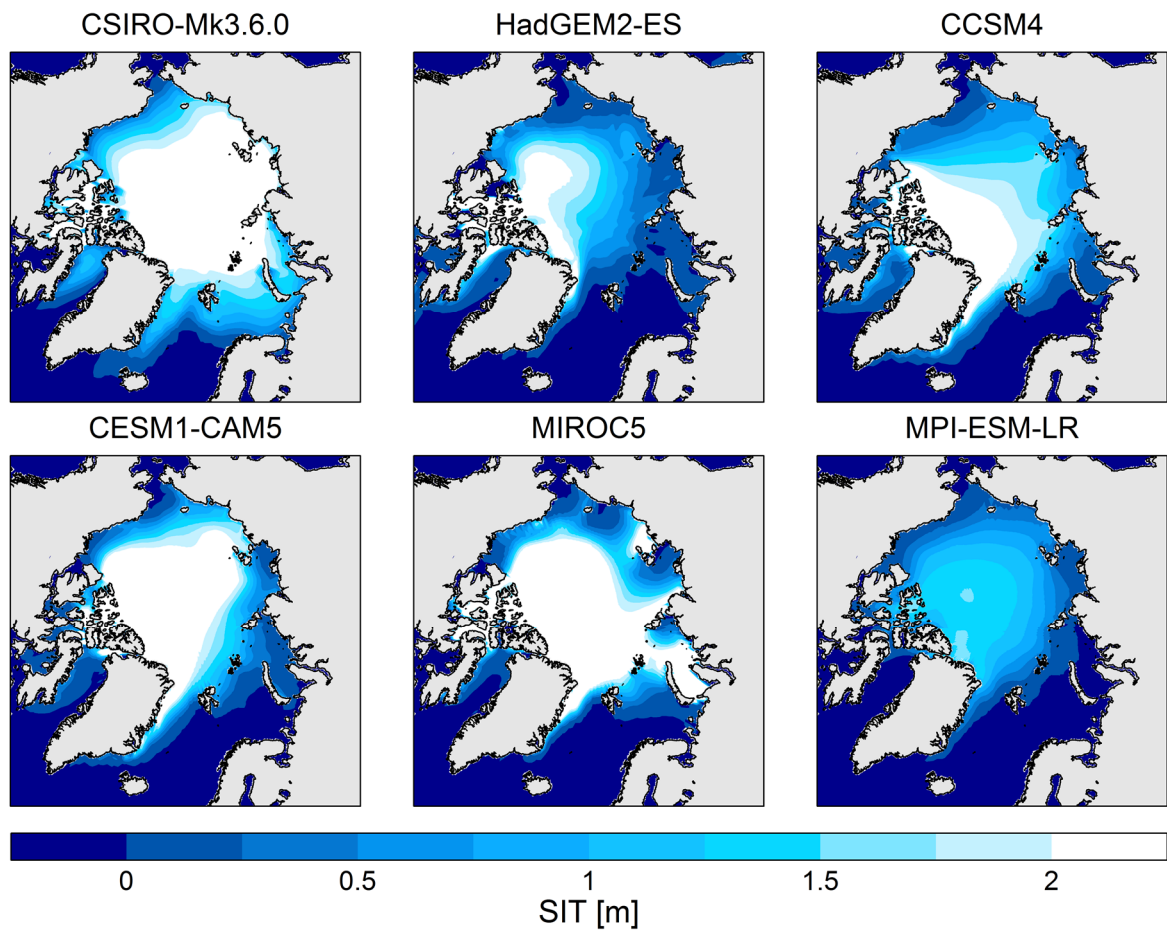 CSIRO-Mk3.6.0 HadGEM2-ES CCSM4
CESM1-CAM5 MIROC5 MPI-ESM-LR
0 0.5 1 1.5 2
SIT [m]